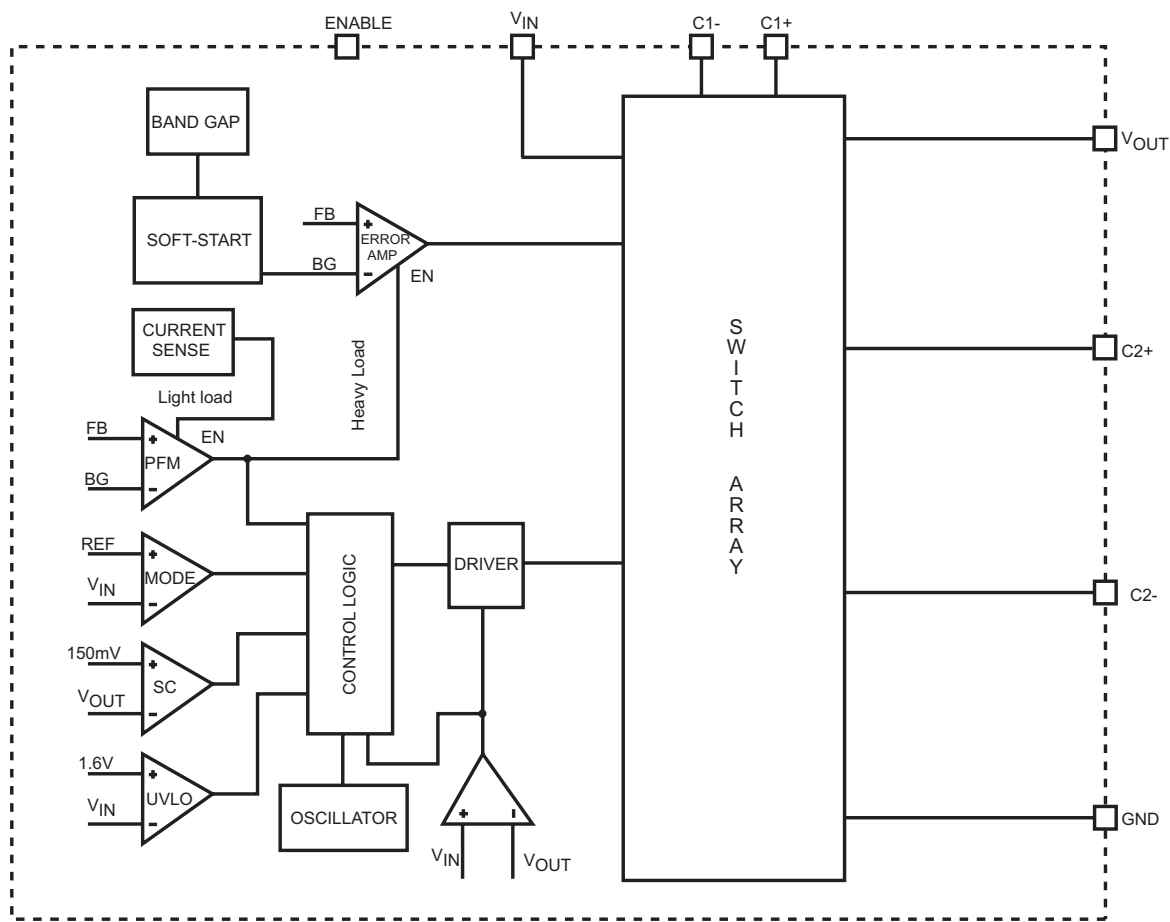 ENABLE
VIN
C1-
C1+
BAND GAP
VOUT
SOFT-START
FB
+
ERROR
AMP
BG
-
EN
CURRENT
SENSE
Light load
Heavy Load
SWITCH ARRAY
C2+
FB
+
EN
PFM
BG
-
REF
+
MODE
VIN
-
CONTROL LOGIC
DRIVER
C2-
150mV
+
SC
VOUT
-
1.6V
+
UVLO
VIN
-
OSCILLATOR
+
-
VIN
VOUT
GND